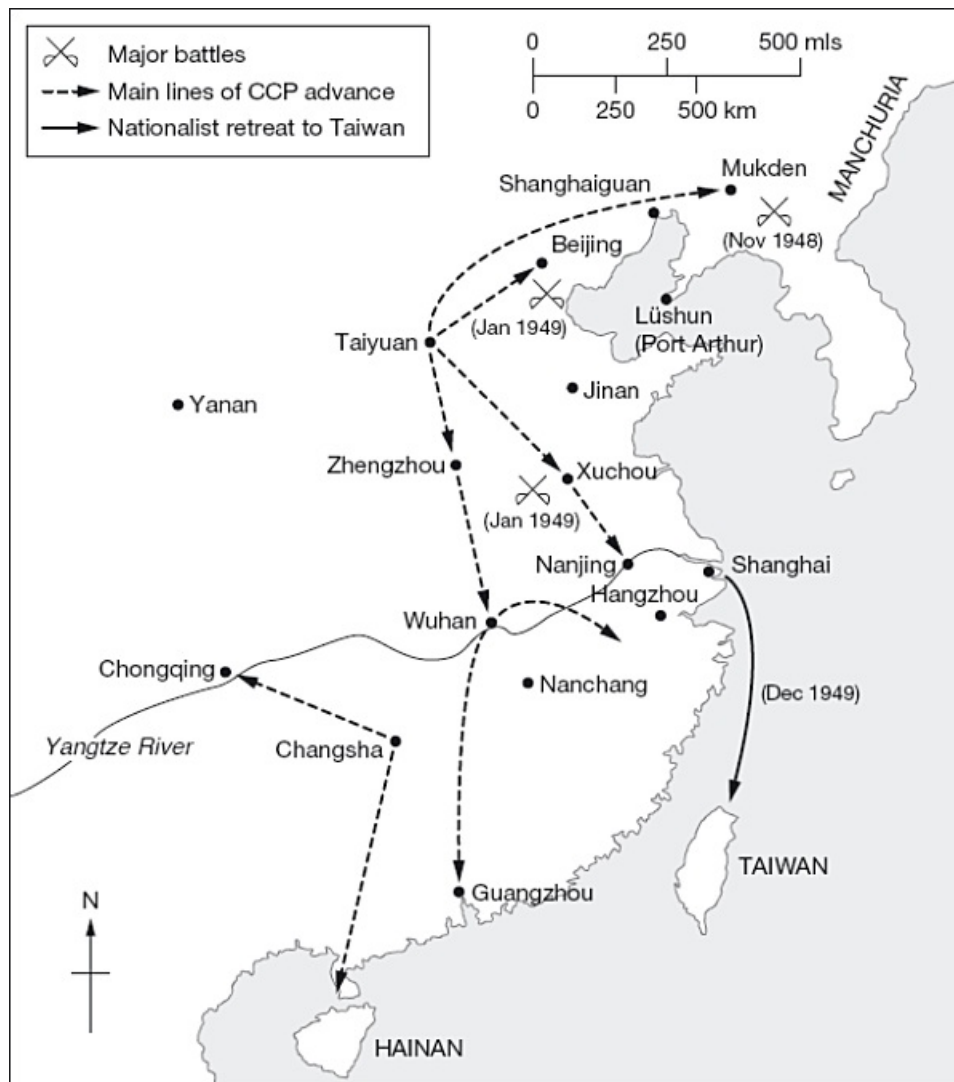 Major battles
Main lines of CCP advance
Nationalist retreat to Taiwan
0 250 500 mls
0 250 500 km
MANCHURIA
Mukden
Shanghaiguan
(Nov 1948)
Beijing
(Jan 1949)
Lüshun
(Port Arthur)
Taiyuan
Jinan
Yanan
Zhengzhou
Xuchou
(Jan 1949)
Nanjing
Shanghai
Hangzhou
Wuhan
Chongqing
Nanchang
(Dec 1949)
Yangtze River
Changsha
TAIWAN
Guangzhou
N
HAINAN